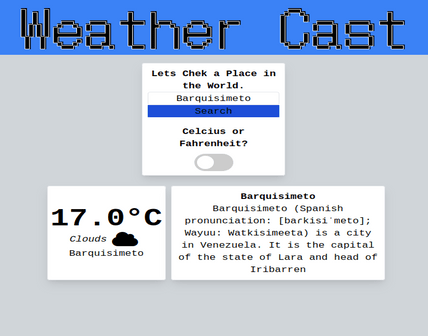 Weather Cast
Lets Chek a Place in
the World.
Barquisimeto
Search
Celcius or
Fahrenheit?
17.0°C
Clouds
Barquisimeto
Barquisimeto
Barquisimeto (Spanish
pronunciation: [baɾkisiˈmeto];
Wayuu: Watkisimeeta) is a city
in Venezuela. It is the capital
of the state of Lara and head of
Iribarren